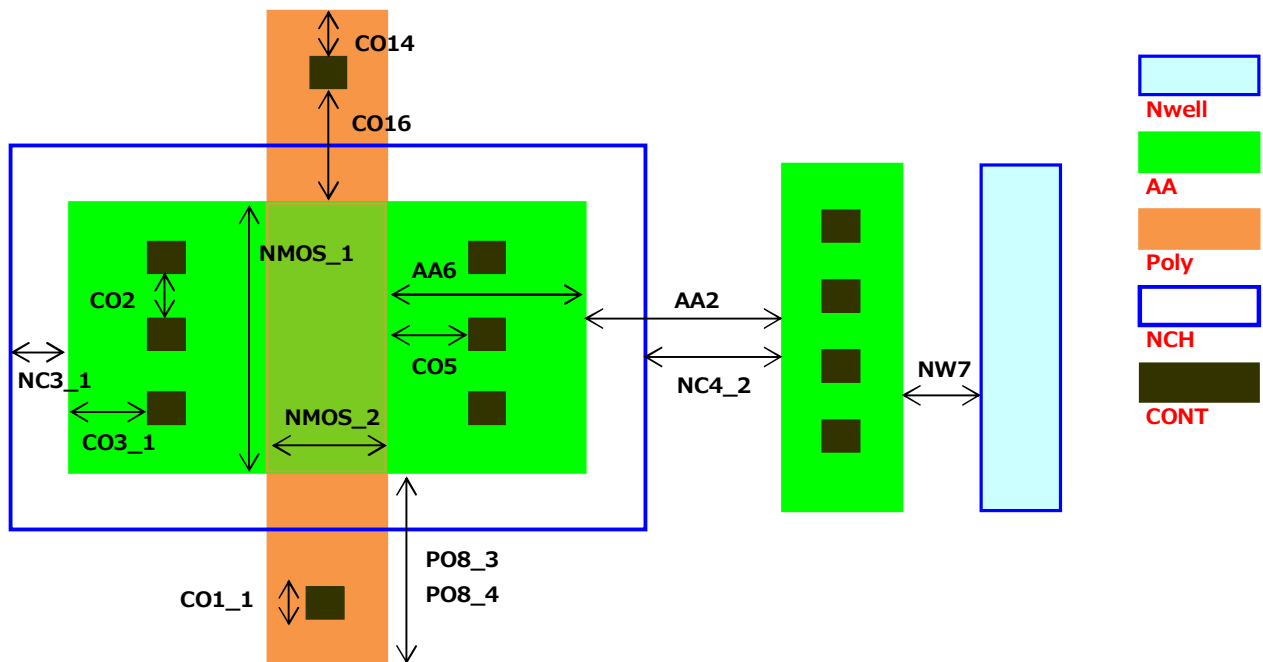 CO14
CO16
NMOS_1
AA6
CO2
AA2
CO5
NC3_1
NC4_2
NW7
NMOS_2
CO3_1
PO8_3
CO1_1
PO8_4
Nwell
AA
Poly
NCH
CONT